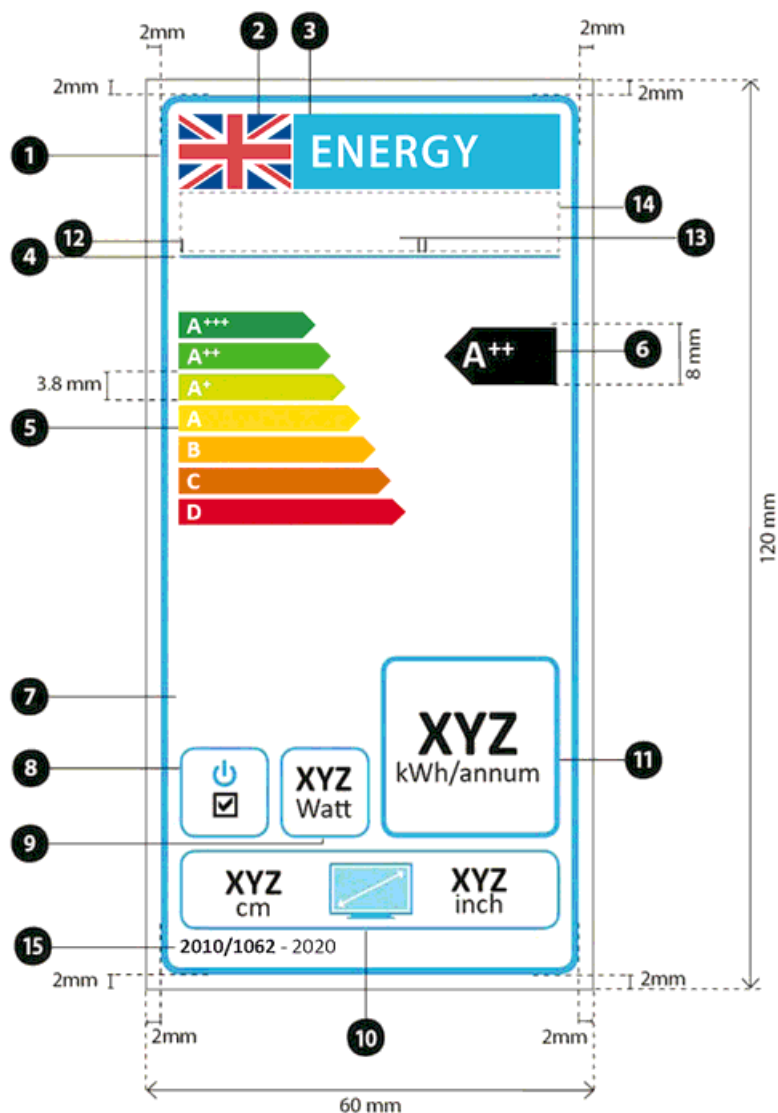 2mm 2 3 2mm
2mm 2mm
1 ENERGY
14
12 I II 13
4
A+++
A++ A++ 6 8 mm
3.8 mm A+
5 A
B
C
D
120 mm
7
XYZ
kWh/annum 11
8 XYZ
Watt
9
XYZ XYZ
cm inch
15 2010/1062 - 2020
2mm 2mm
2mm 10 2mm
60 mm